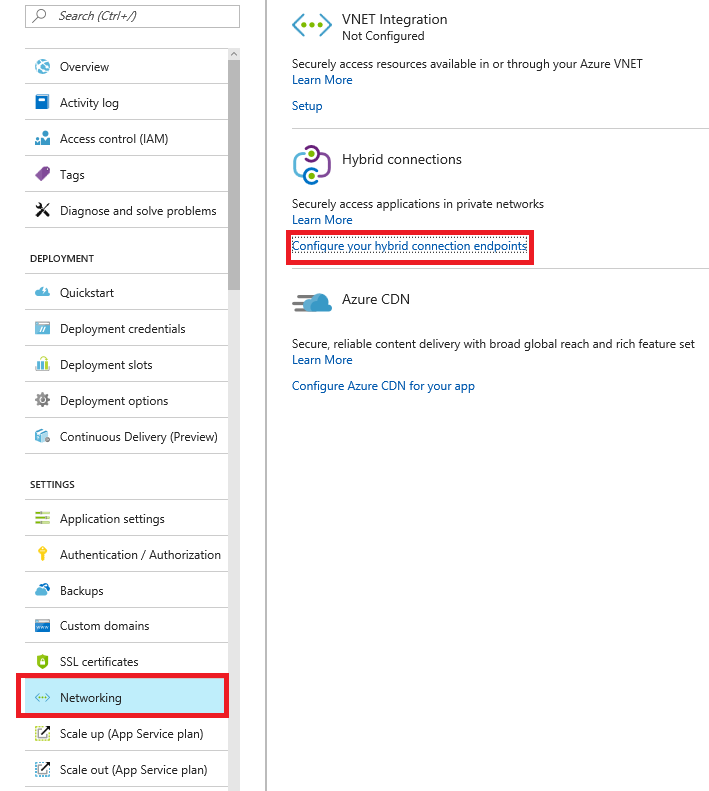 Search (Ctrl+/)
Overview
Activity log
Access control (IAM)
Tags
Diagnose and solve problems
DEPLOYMENT
Quickstart
Deployment credentials
Deployment slots
Deployment options
Continuous Delivery (Preview)
SETTINGS
Application settings
Authentication / Authorization
Backups
Custom domains
SSL certificates
Networking
Scale up (App Service plan)
Scale out (App Service plan)
VNET Integration
Not Configured
Securely access resources available in or through your Azure VNET
Learn More
Setup
Hybrid connections
Securely access applications in private networks
Learn More
Configure your hybrid connection endpoints
Azure CDN
Secure, reliable content delivery with broad global reach and rich feature set
Learn More
Configure Azure CDN for your app